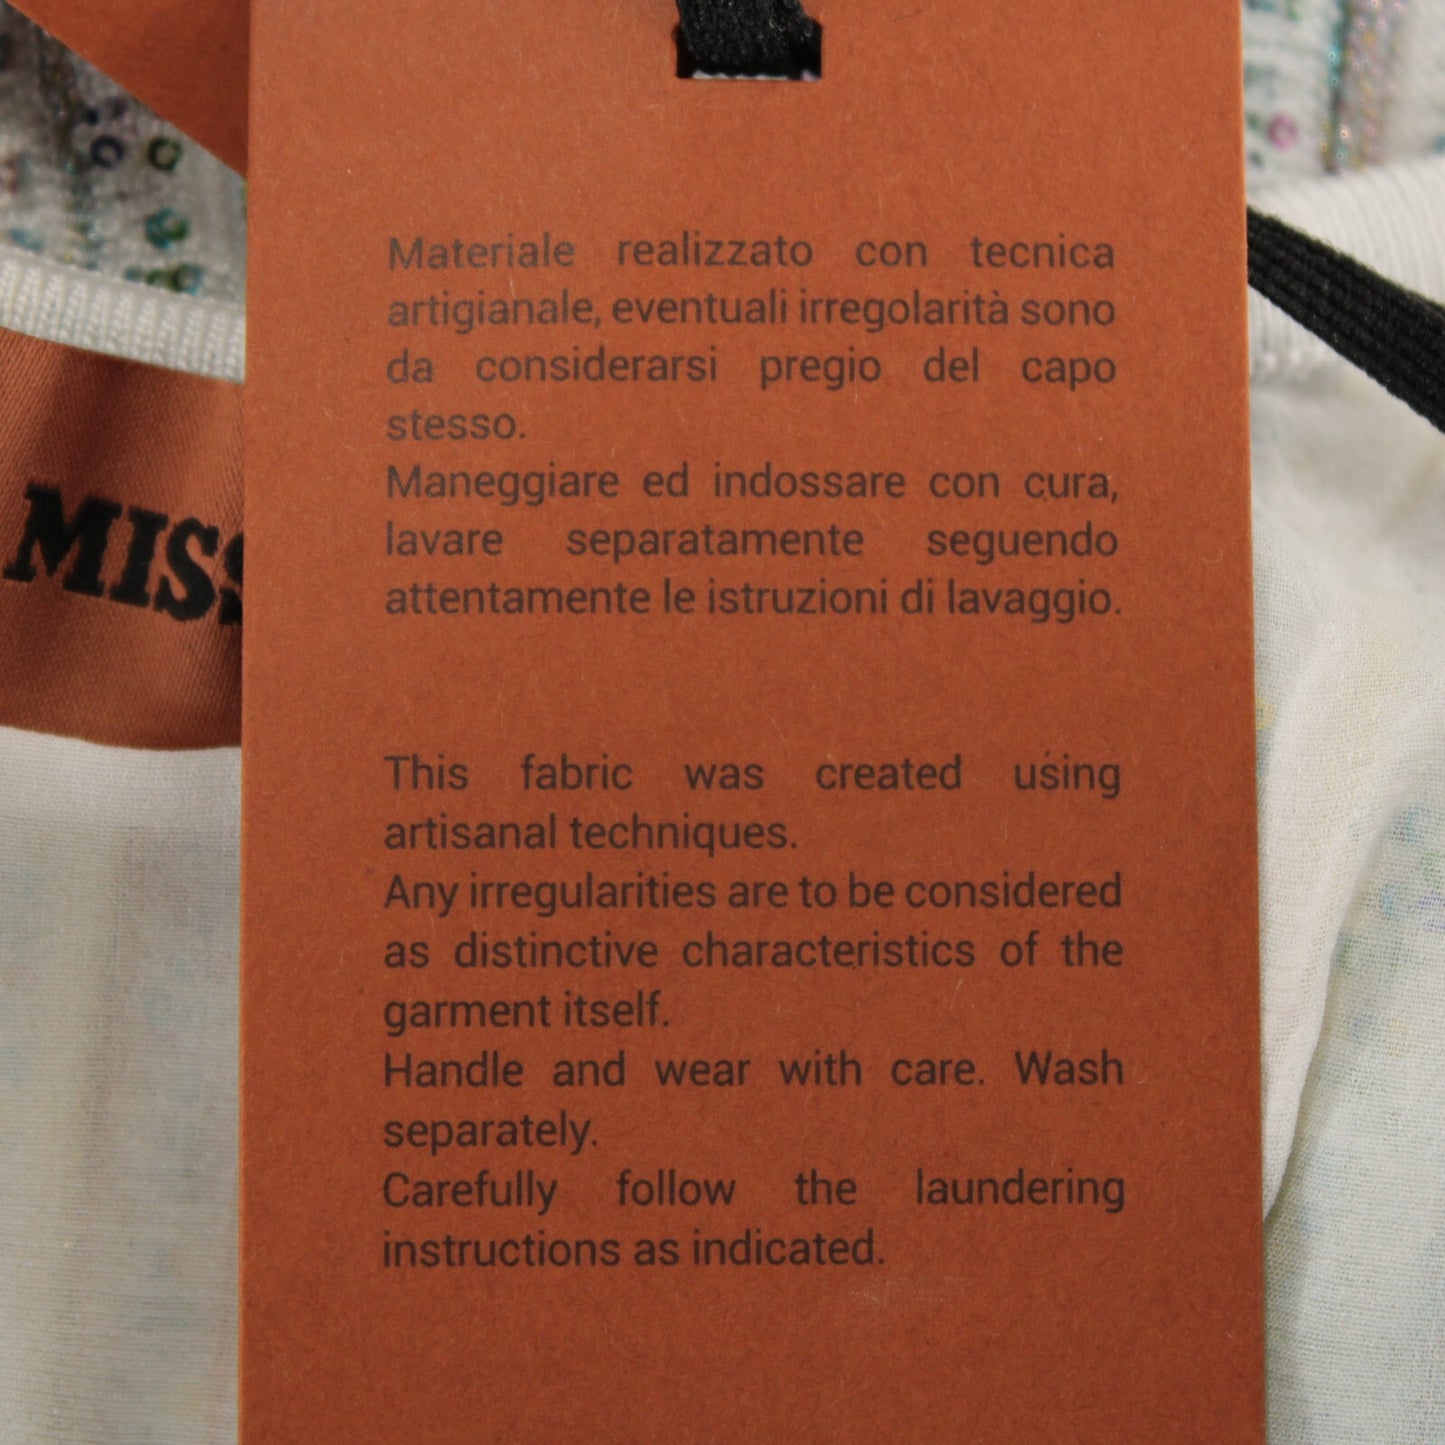 Materiale realizzato con tecnica
artigianale, eventuali irregolarità sono
da considerarsi pregio del capo
stesso.
Maneggiare ed indossare con cura,
lavare separatamente seguendo
attentamente le istruzioni di lavaggio.
MISS
This fabric was created using
artisanal techniques.
Any irregularities are to be considered
as distinctive characteristics of the
garment itself.
Handle and wear with care. Wash
separately.
Carefully follow the laundering
instructions as indicated.